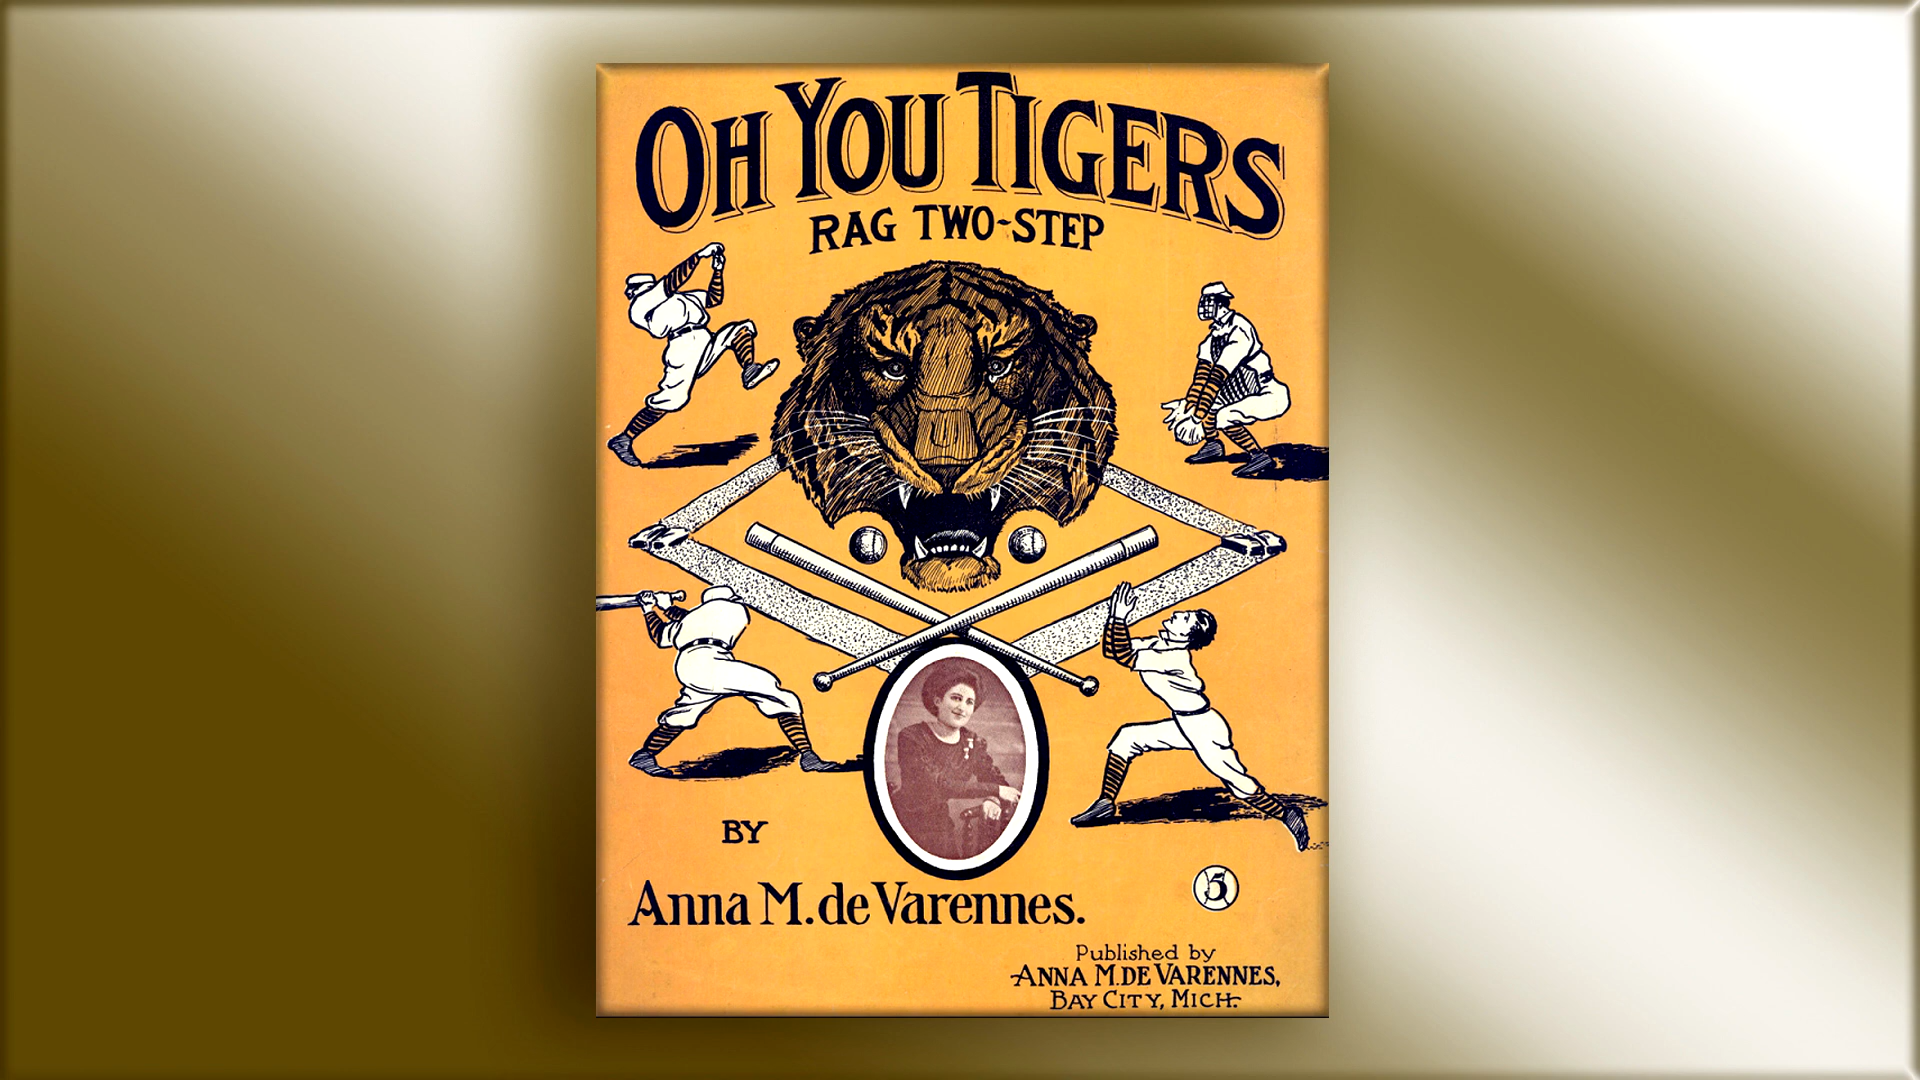 OH YOU TIGERS
RAG TWO-STEP
BY
Anna M. de Varennes.
5
Published by
ANNA M. DE VARENNES,
BAY CITY, MICH.